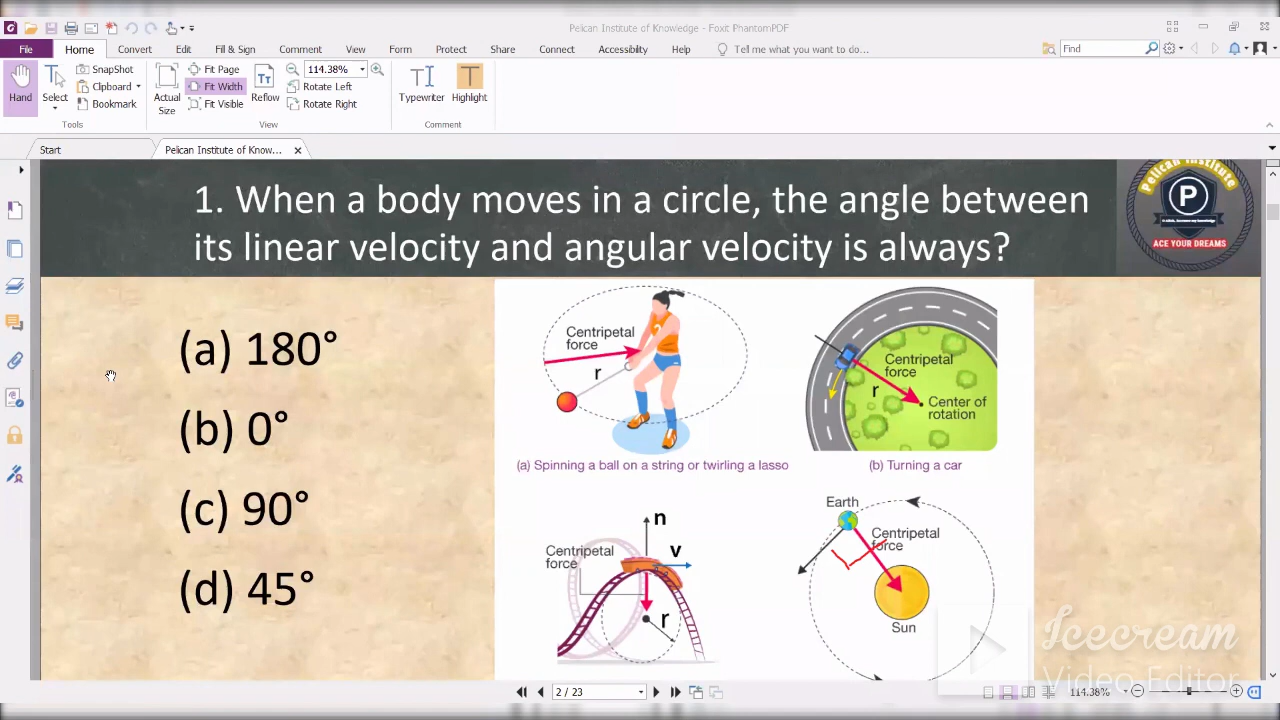 Pelican Institute of Knowledge - Foxit PhantomPDF
File Home Convert Edit Fill & Sign Comment View Form Protect Share Connect Accessibility Help Tell me what you want to do... Find
Hand
Select
SnapShot
Clipboard
Bookmark
Tools
Actual
Size
Fit Page
Fit Width
Fit Visible
Reflow
114.38%
Rotate Left
Rotate Right
View
Typewriter
Highlight
Comment
Start
Pelican Institute of Know...
1. When a body moves in a circle, the angle between
its linear velocity and angular velocity is always?
Pelican Institute
P
ACE YOUR DREAMS
(a) 180°
(b) 0°
(c) 90°
(d) 45°
Centripetal
force
r
(a) Spinning a ball on a string or twirling a lasso
Centripetal
force
r
Center of
rotation
(b) Turning a car
n
Centripetal
force
v
r
Earth
Centripetal
force
Sun
Icecream
Video Editor
2 / 23
114.38%